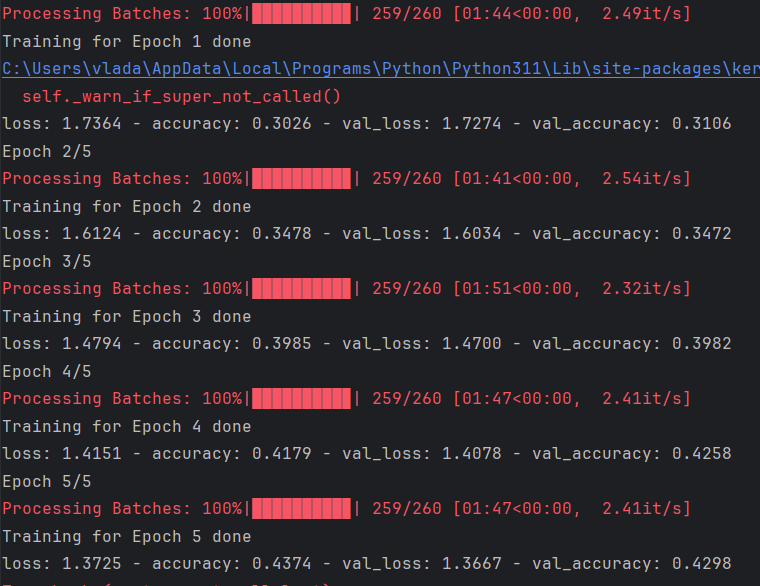 Processing Batches: 100%|██████████| 259/260 [01:44<00:00,  2.49it/s]
Training for Epoch 1 done
C:\Users\vlada\AppData\Local\Programs\Python\Python311\Lib\site-packages\ker
  self._warn_if_super_not_called()
loss: 1.7364 - accuracy: 0.3026 - val_loss: 1.7274 - val_accuracy: 0.3106
Epoch 2/5
Processing Batches: 100%|██████████| 259/260 [01:41<00:00,  2.54it/s]
Training for Epoch 2 done
loss: 1.6124 - accuracy: 0.3478 - val_loss: 1.6034 - val_accuracy: 0.3472
Epoch 3/5
Processing Batches: 100%|██████████| 259/260 [01:51<00:00,  2.32it/s]
Training for Epoch 3 done
loss: 1.4794 - accuracy: 0.3985 - val_loss: 1.4700 - val_accuracy: 0.3982
Epoch 4/5
Processing Batches: 100%|██████████| 259/260 [01:47<00:00,  2.41it/s]
Training for Epoch 4 done
loss: 1.4151 - accuracy: 0.4179 - val_loss: 1.4078 - val_accuracy: 0.4258
Epoch 5/5
Processing Batches: 100%|██████████| 259/260 [01:47<00:00,  2.41it/s]
Training for Epoch 5 done
loss: 1.3725 - accuracy: 0.4374 - val_loss: 1.3667 - val_accuracy: 0.4298